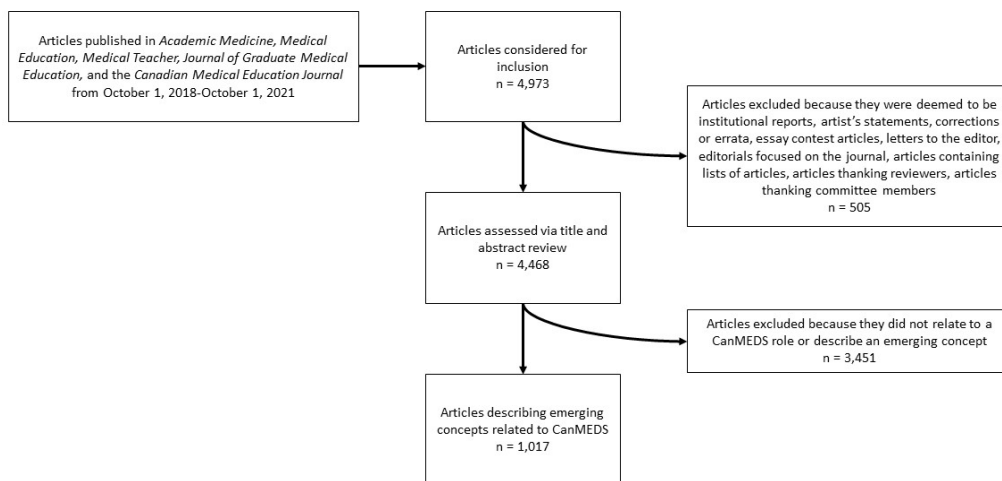 Articles published in Academic Medicine, Medical
Education, Medical Teacher, Journal of Graduate Medical
Education, and the Canadian Medical Education Journal
from October 1, 2018-October 1, 2021
Articles considered for
inclusion
n = 4,973
Articles excluded because they were deemed to be
institutional reports, artist's statements, corrections
or errata, essay contest articles, letters to the editor,
editorials focused on the journal, articles containing
lists of articles, articles thanking reviewers, articles
thanking committee members
n = 505
Articles assessed via title and
abstract review
n = 4,468
Articles excluded because they did not relate to a
CanMEDS role or describe an emerging concept
n = 3,451
Articles describing emerging
concepts related to CanMEDS
n = 1,017